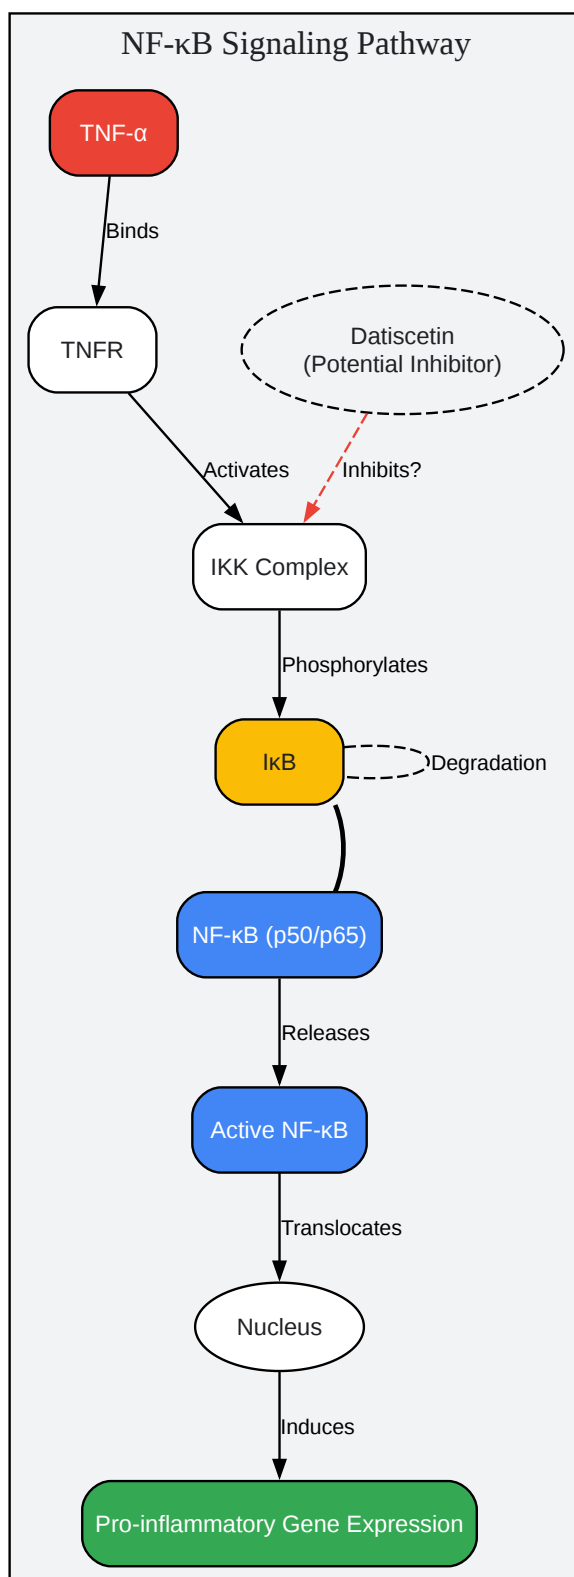 NF-κB Signaling Pathway
TNF-α
Binds
TNFR
Datiscetin
(Potential Inhibitor)
Activates
Inhibits?
IKK Complex
Phosphorylates
IκB
Degradation
NF-κB (p50/p65)
Releases
Active NF-κB
Translocates
Nucleus
Induces
Pro-inflammatory Gene Expression